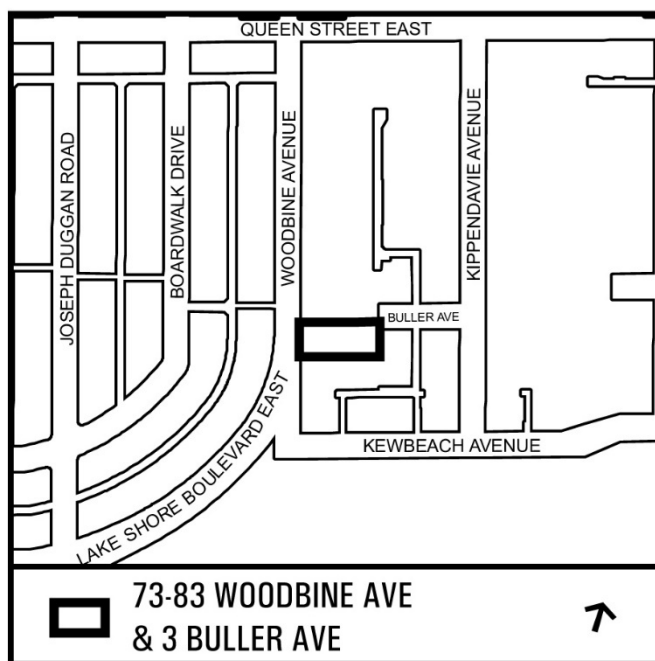 QUEEN STREET EAST
JOSEPH DUGGAN ROAD
BOARDWALK DRIVE
WOODBINE AVENUE
KIPPENDAVIE AVENUE
BULLER AVE
LAKE SHORE BOULEVARD EAST
KEWBEACH AVENUE
73-83 WOODBINE AVE
& 3 BULLER AVE